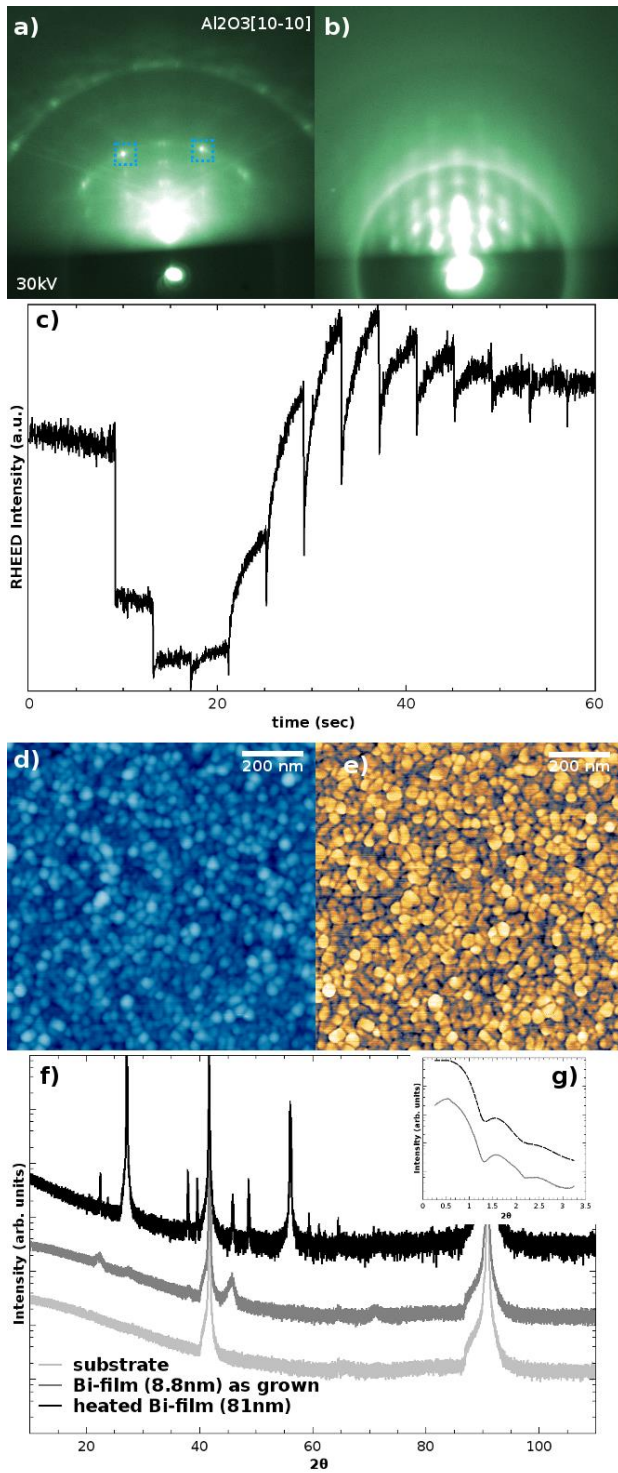 a)
Al2O3[10-10]
b)
30kV
c)
RHEED Intensity (a.u.)
0
20
40
60
time (sec)
d)
200 nm
e)
200 nm
f)
g)
Intensity (arb. units)
0
0.5
1
1.5
2
2.5
3
3.5
2θ
Intensity (arb. units)
substrate
Bi-film (8.8nm) as grown
heated Bi-film (81nm)
20
40
60
80
100
2θ